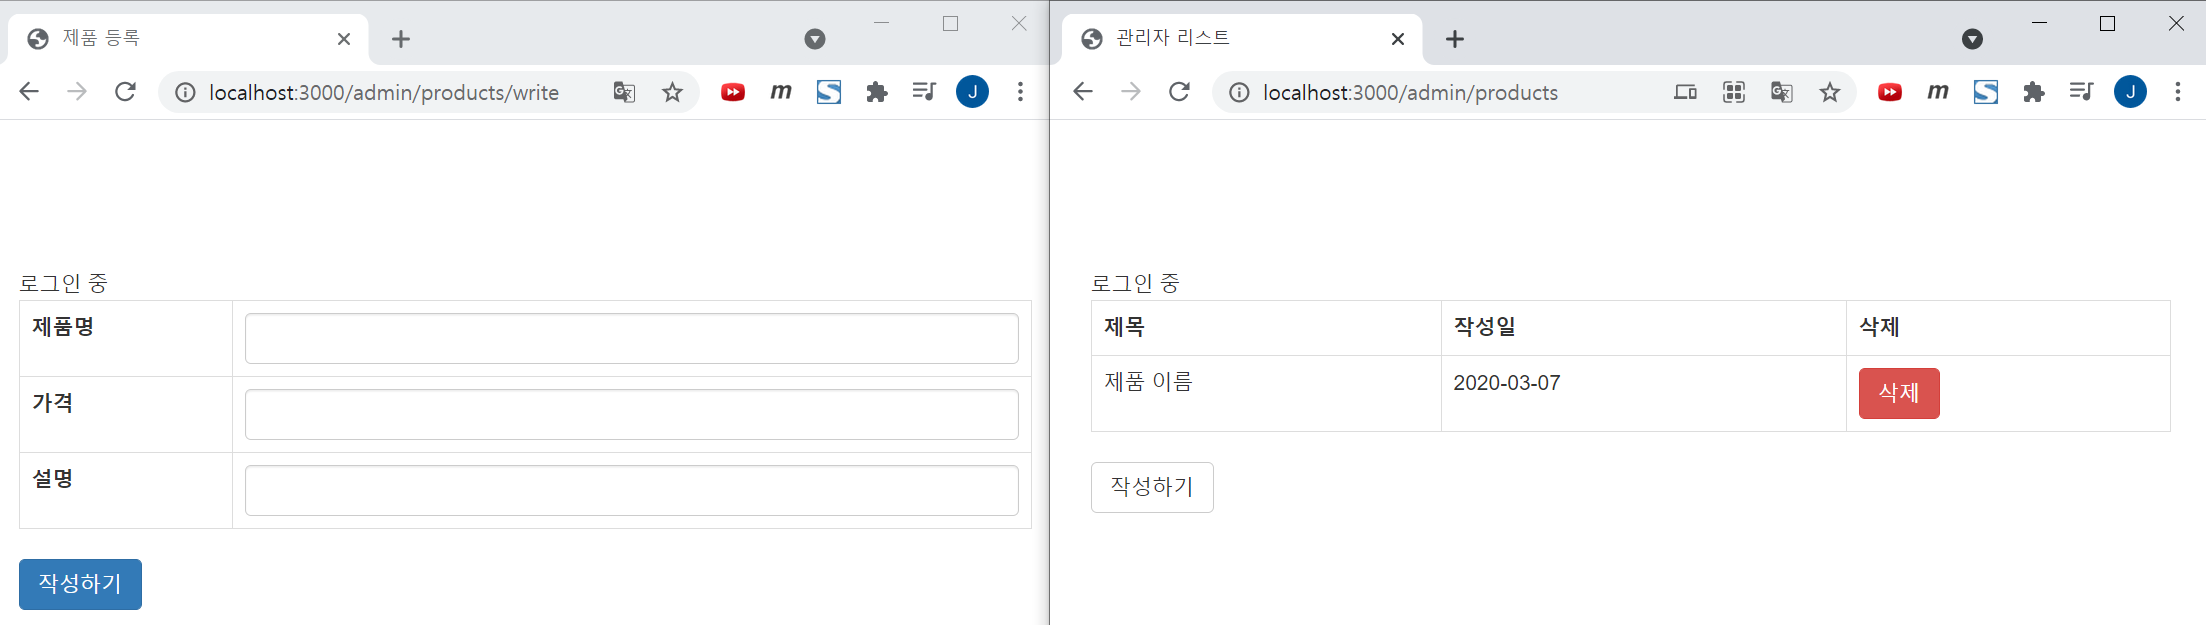 제품 등록
localhost:3000/admin/products/write
J
로그인 중
제품명
가격
설명
작성하기
관리자 리스트
localhost:3000/admin/products
m
J
로그인 중
제목 작성일 삭제
제품 이름 2020-03-07 삭제
작성하기